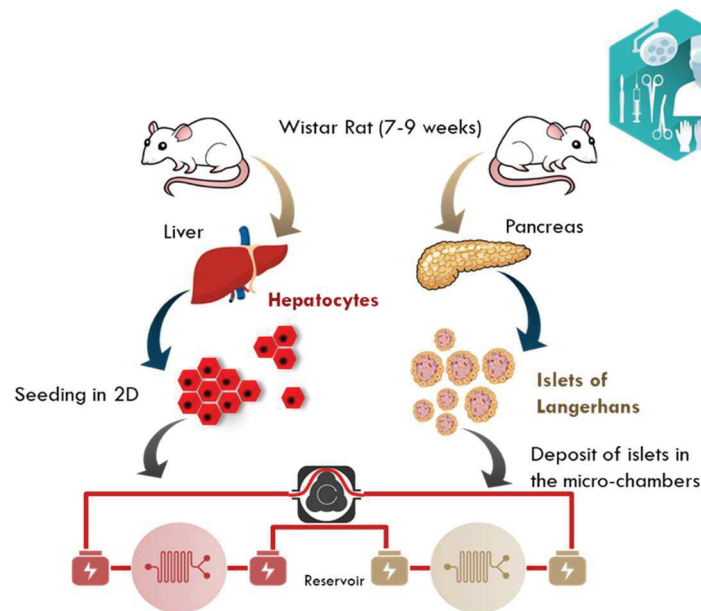 Wistar Rat (7-9 weeks)
Liver
Pancreas
Hepatocytes
Seeding in 2D
Islets of
Langerhans
Deposit of islets in
the micro-chambers
Reservoir